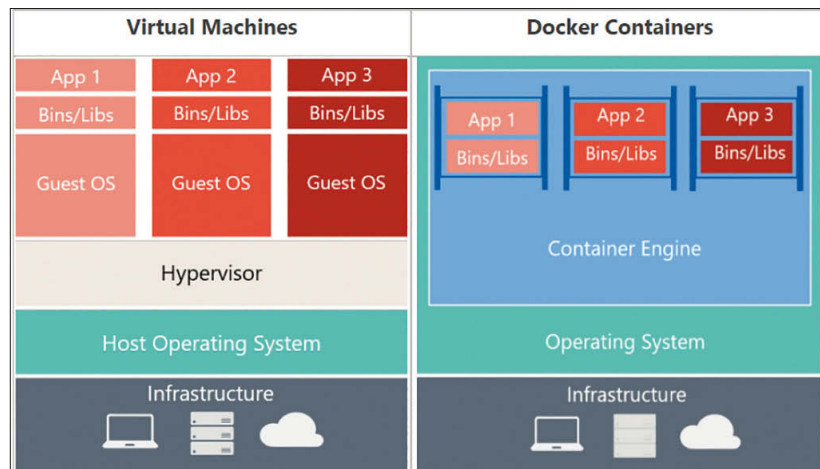 Virtual Machines
Docker Containers
App 1
App 2
App 3
Bins/Libs
Bins/Libs
Bins/Libs
Guest OS
Guest OS
Guest OS
Hypervisor
Host Operating System
Infrastructure
App 1
App 2
App 3
Bins/Libs
Bins/Libs
Bins/Libs
Container Engine
Operating System
Infrastructure